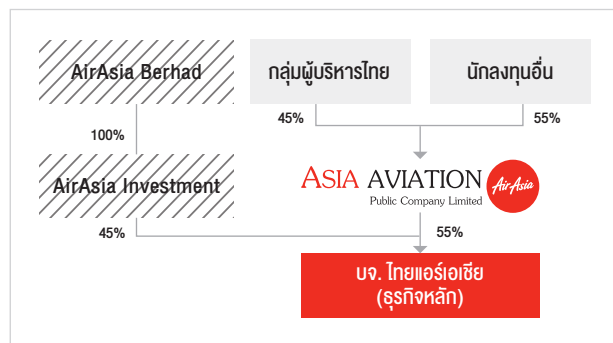 AirAsia Berhad
กลุ่มผู้บริหารไทย
นักลงทุนอื่น
45%
55%
100%
AirAsia Investment
ASIA AVIATION
Public Company Limited
AirAsia
45%
55%
บจ. ไทยแอร์เอเชีย
(ธุรกิจหลัก)